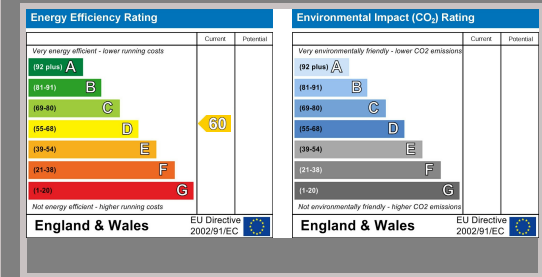 Energy Efficiency Rating
Current Potential
Very energy efficient - lower running costs
(92 plus) A
(81-91) B
(69-80) C
(55-68) D
60
(39-54) E
(21-38) F
(1-20) G
Not energy efficient - higher running costs
England & Wales
EU Directive
2002/91/EC
Environmental Impact (CO₂) Rating
Current Potential
Very environmentally friendly - lower CO2 emissions
(92 plus) A
(81-91) B
(69-80) C
(55-68) D
(39-54) E
(21-38) F
(1-20) G
Not environmentally friendly - higher CO2 emissions
England & Wales
EU Directive
2002/91/EC